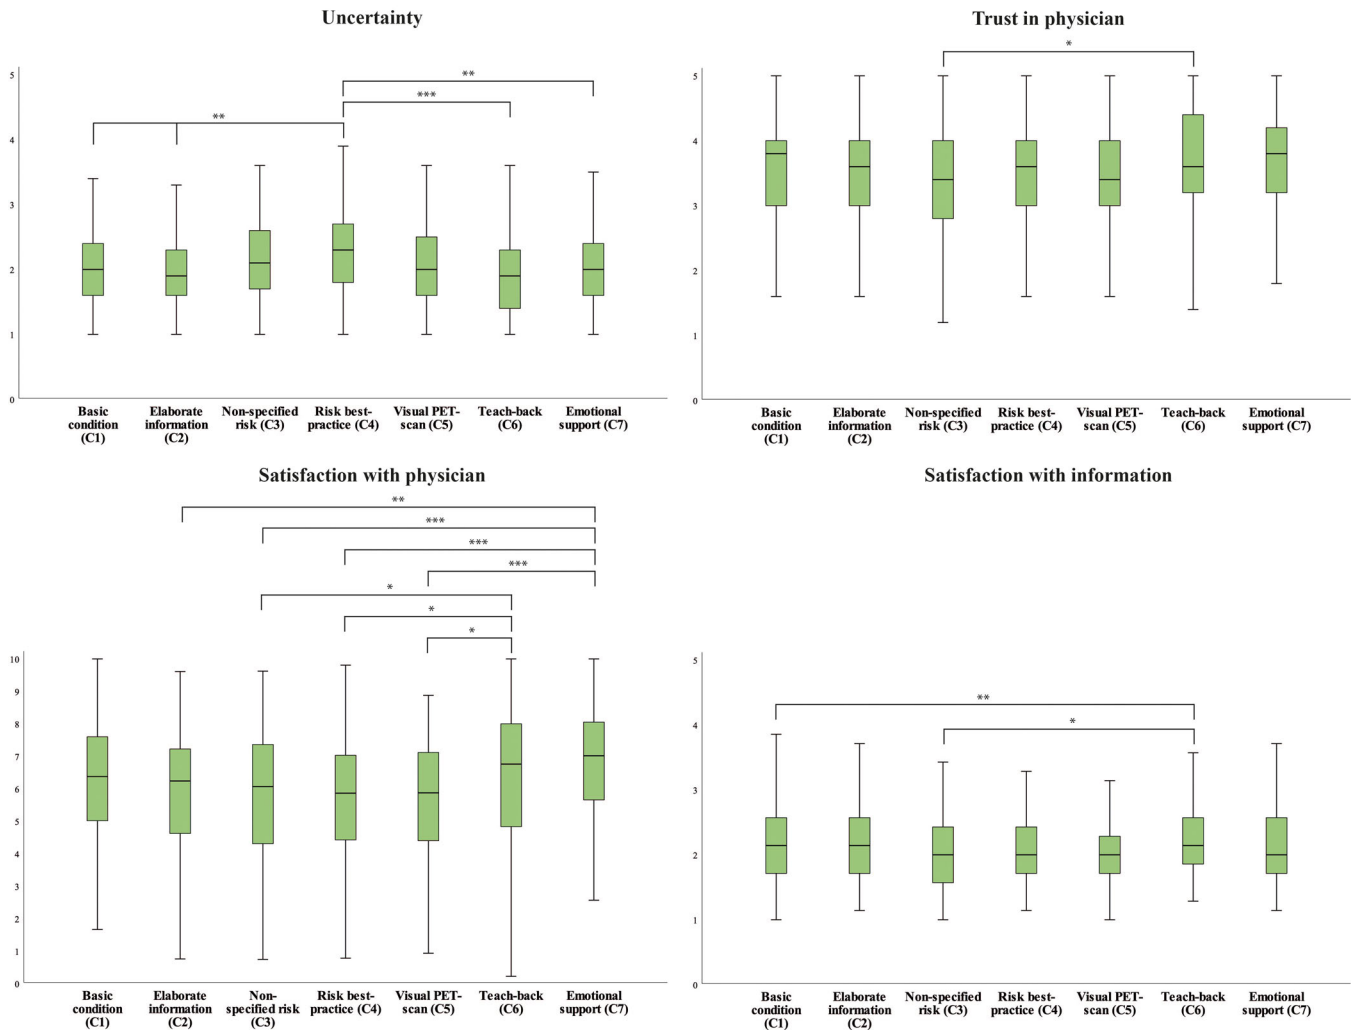 Uncertainty
**
***
**
5
4
3
2
1
0
Basic
condition
(C1)
Elaborate
information
(C2)
Non-specified
risk (C3)
Risk best-
practice (C4)
Visual PET-
scan (C5)
Teach-back
(C6)
Emotional
support (C7)
Trust in physician
*
5
4
3
2
1
0
Basic
condition
(C1)
Elaborate
information
(C2)
Non-specified
risk (C3)
Risk best-
practice (C4)
Visual PET-
scan (C5)
Teach-back
(C6)
Emotional
support (C7)
Satisfaction with physician
**
***
***
***
*
*
*
10
9
8
7
6
5
4
3
2
1
0
Basic
condition
(C1)
Elaborate
information
(C2)
Non-
specified risk
(C3)
Risk best-
practice (C4)
Visual PET-
scan (C5)
Teach-back
(C6)
Emotional
support (C7)
Satisfaction with information
**
*
5
4
3
2
1
0
Basic
condition
(C1)
Elaborate
information
(C2)
Non-specified
risk (C3)
Risk best-
practice (C4)
Visual PET-
scan (C5)
Teach-back
(C6)
Emotional
support (C7)